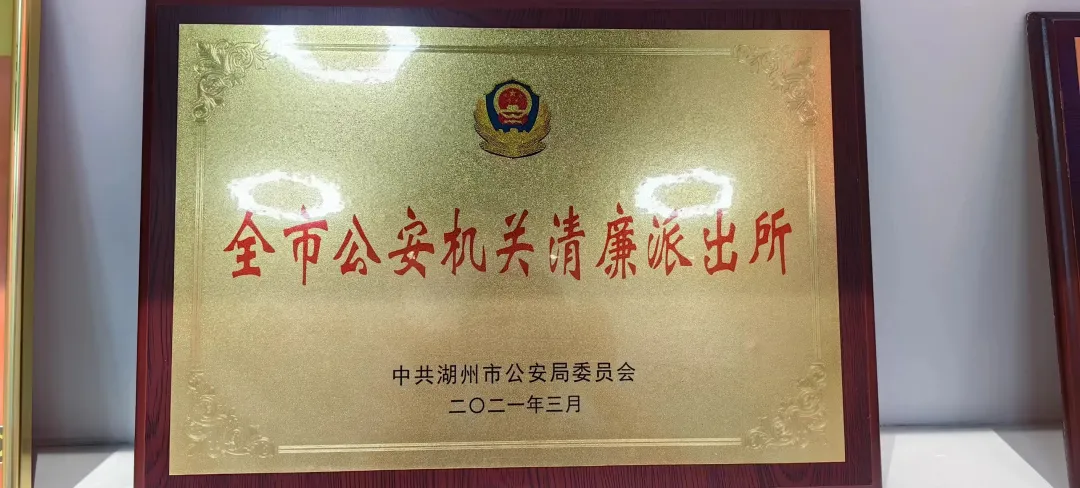 全市公安机关清廉派出所
中共湖州市公安局委员会
二〇二一年三月